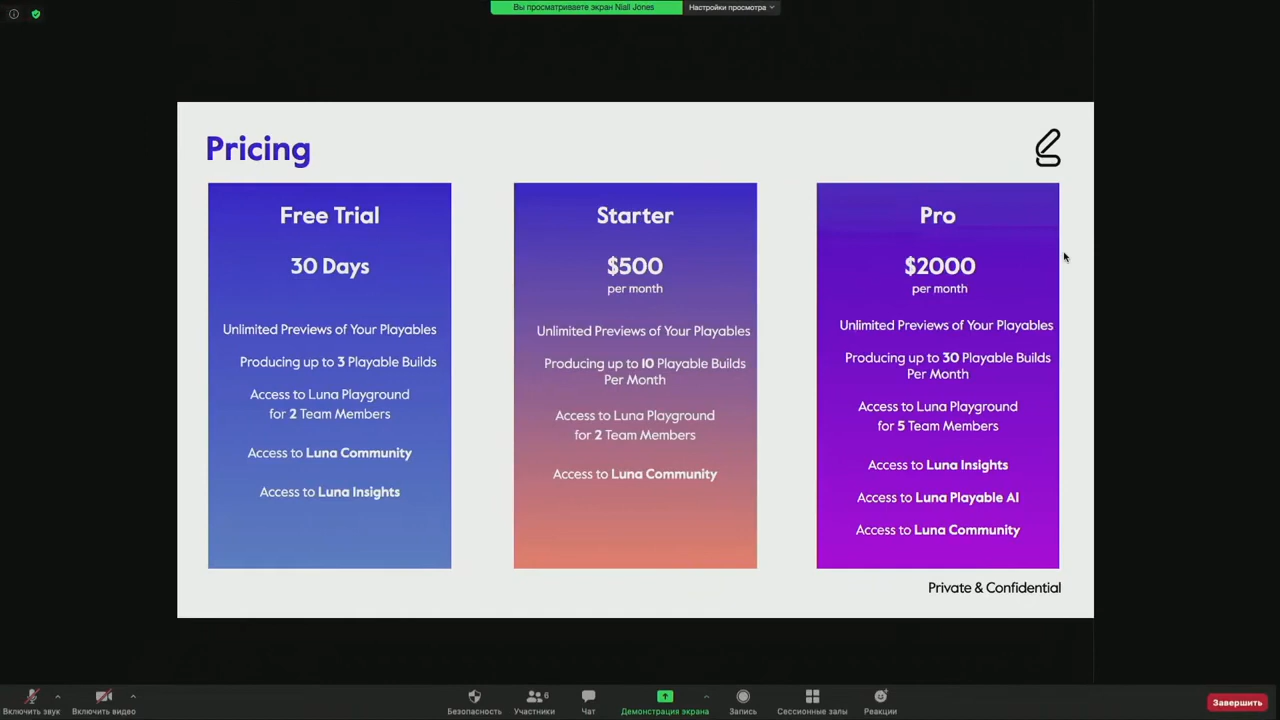 Вы просматриваете экран Niall Jones
Настройки просмотра
Pricing
Free Trial
30 Days
Unlimited Previews of Your Playables
Producing up to 3 Playable Builds
Access to Luna Playground
for 2 Team Members
Access to Luna Community
Access to Luna Insights
Starter
$500
per month
Unlimited Previews of Your Playables
Producing up to 10 Playable Builds
Per Month
Access to Luna Playground
for 2 Team Members
Access to Luna Community
Pro
$2000
per month
Unlimited Previews of Your Playables
Producing up to 30 Playable Builds
Per Month
Access to Luna Playground
for 5 Team Members
Access to Luna Insights
Access to Luna Playable AI
Access to Luna Community
Private & Confidential
Включить звук
Включить видео
Безопасность
6
Участники
Чат
Демонстрация экрана
Запись
Сессионные залы
Реакции
Завершить